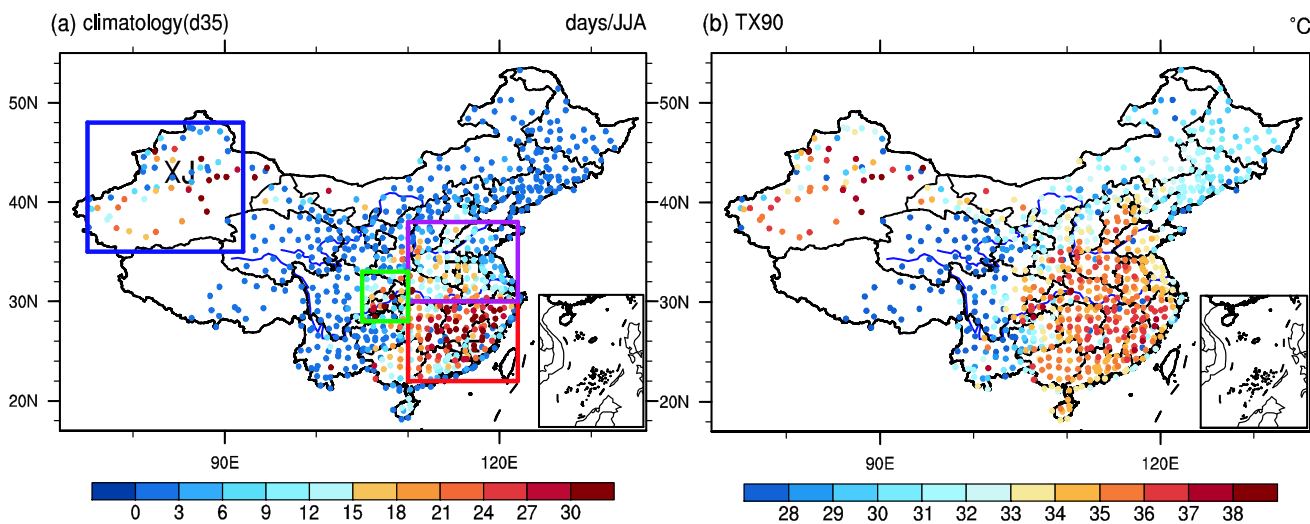 (a) climatology(d35) days/JJA
50N
40N
30N
20N
90E 120E
XJ
0 3 6 9 12 15 18 21 24 27 30
(b) TX90 °C
50N
40N
30N
20N
90E 120E
28 29 30 31 32 33 34 35 36 37 38